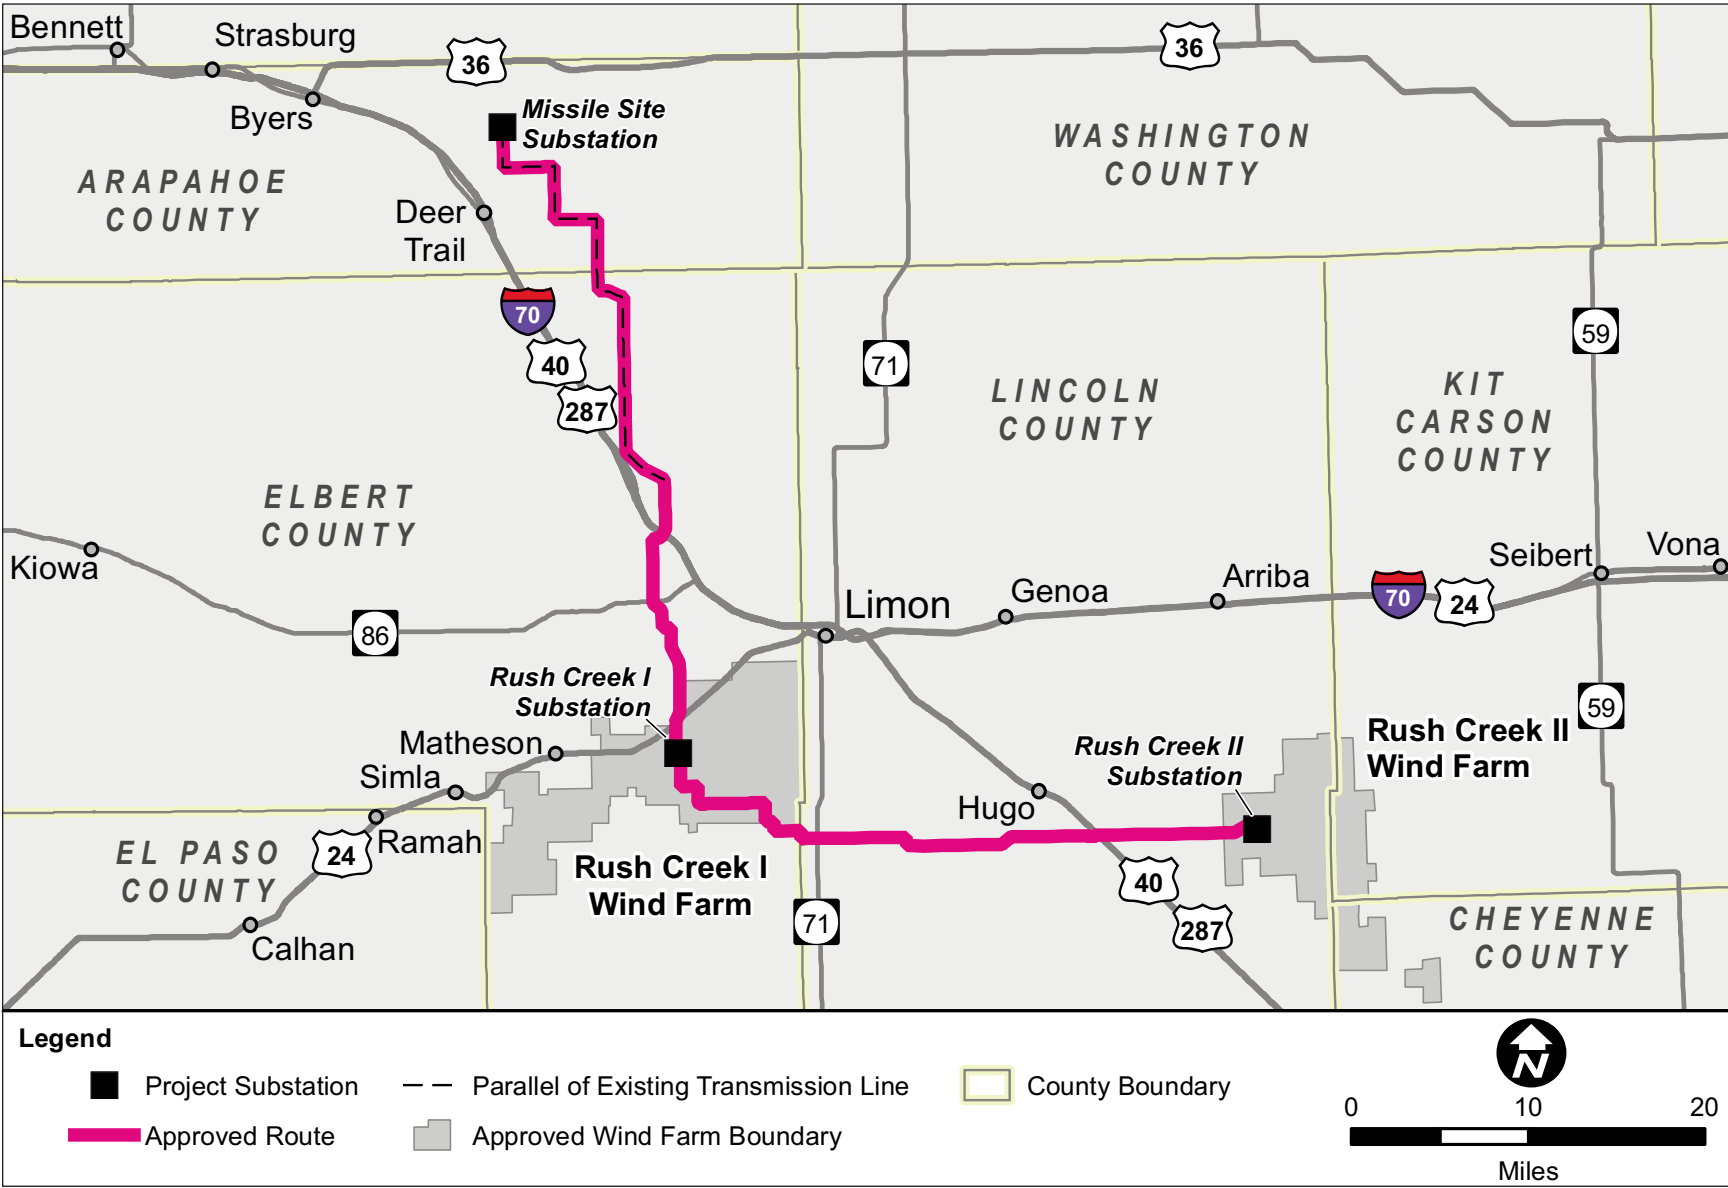 Bennett
Strasburg
36
36
Byers
Missile Site
Substation
WASHINGTON
COUNTY
ARAPAHOE
COUNTY
Deer
Trail
70
40
287
71
59
LINCOLN
COUNTY
KIT
CARSON
COUNTY
ELBERT
COUNTY
Kiowa
86
Limon
Genoa
Arriba
70
24
Seibert
Vona
Rush Creek I
Substation
59
Matheson
Simla
Ramah
Rush Creek II
Substation
Rush Creek II
Wind Farm
Hugo
EL PASO
COUNTY
24
Rush Creek I
Wind Farm
40
287
71
Calhan
CHEYENNE
COUNTY
Legend
Project Substation
Parallel of Existing Transmission Line
County Boundary
Approved Route
Approved Wind Farm Boundary
N
0 10 20
Miles